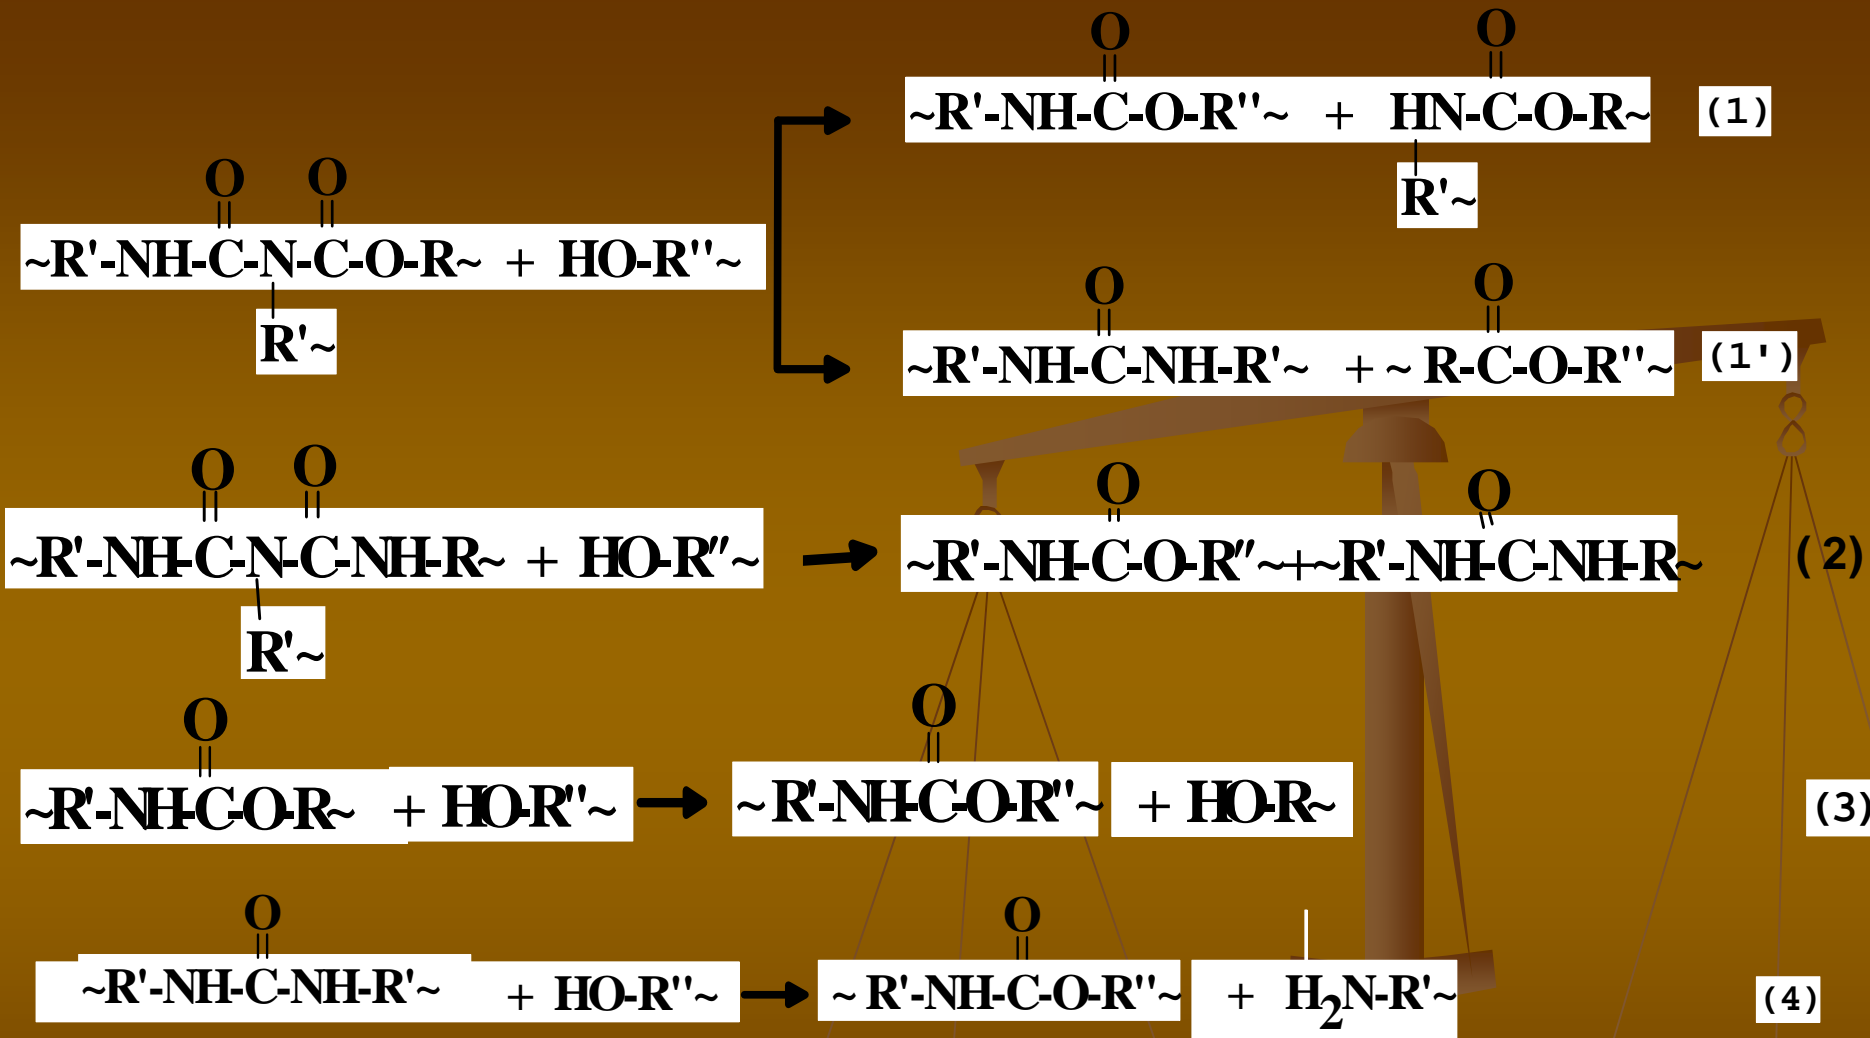 O O
~R'-NH-C-O-R''~ + HN-C-O-R~ (1)
R'~
O O
~R'-NH-C-N-C-O-R~ + HO-R''~
R'~
O O
~R'-NH-C-NH-R'~ + ~ R-C-O-R''~ (1')
O O O O
~R'-NH-C-N-C-NH-R~ + HO-R''~ ~R'-NH-C-O-R''~+~R'-NH-C-NH-R~ (2)
R'~
O O
~R'-NH-C-O-R~ + HO-R''~ ~ R'-NH-C-O-R''~ + HO-R~ (3)
O O
~R'-NH-C-NH-R'~ + HO-R''~ ~ R'-NH-C-O-R''~ + H2N-R'~ (4)